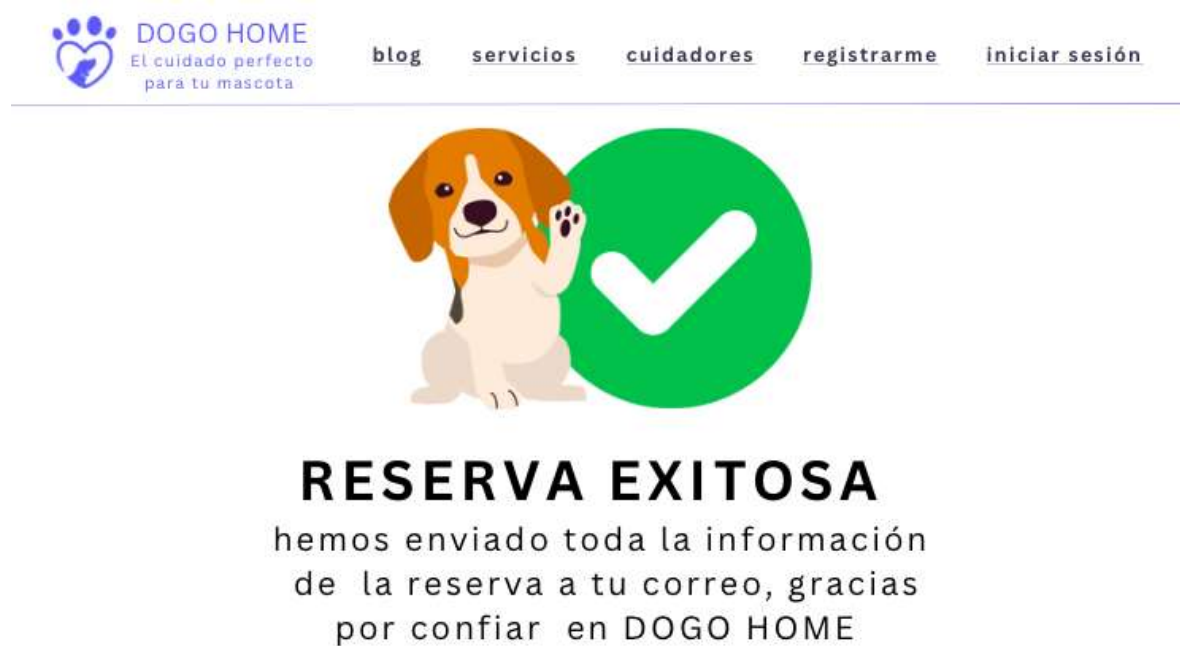 DOGO HOME
El cuidado perfecto
para tu mascota
blog
servicios
cuidadores
registrarme
iniciar sesión
RESERVA EXITOSA
hemos enviado toda la información
de la reserva a tu correo, gracias
por confiar en DOGO HOME